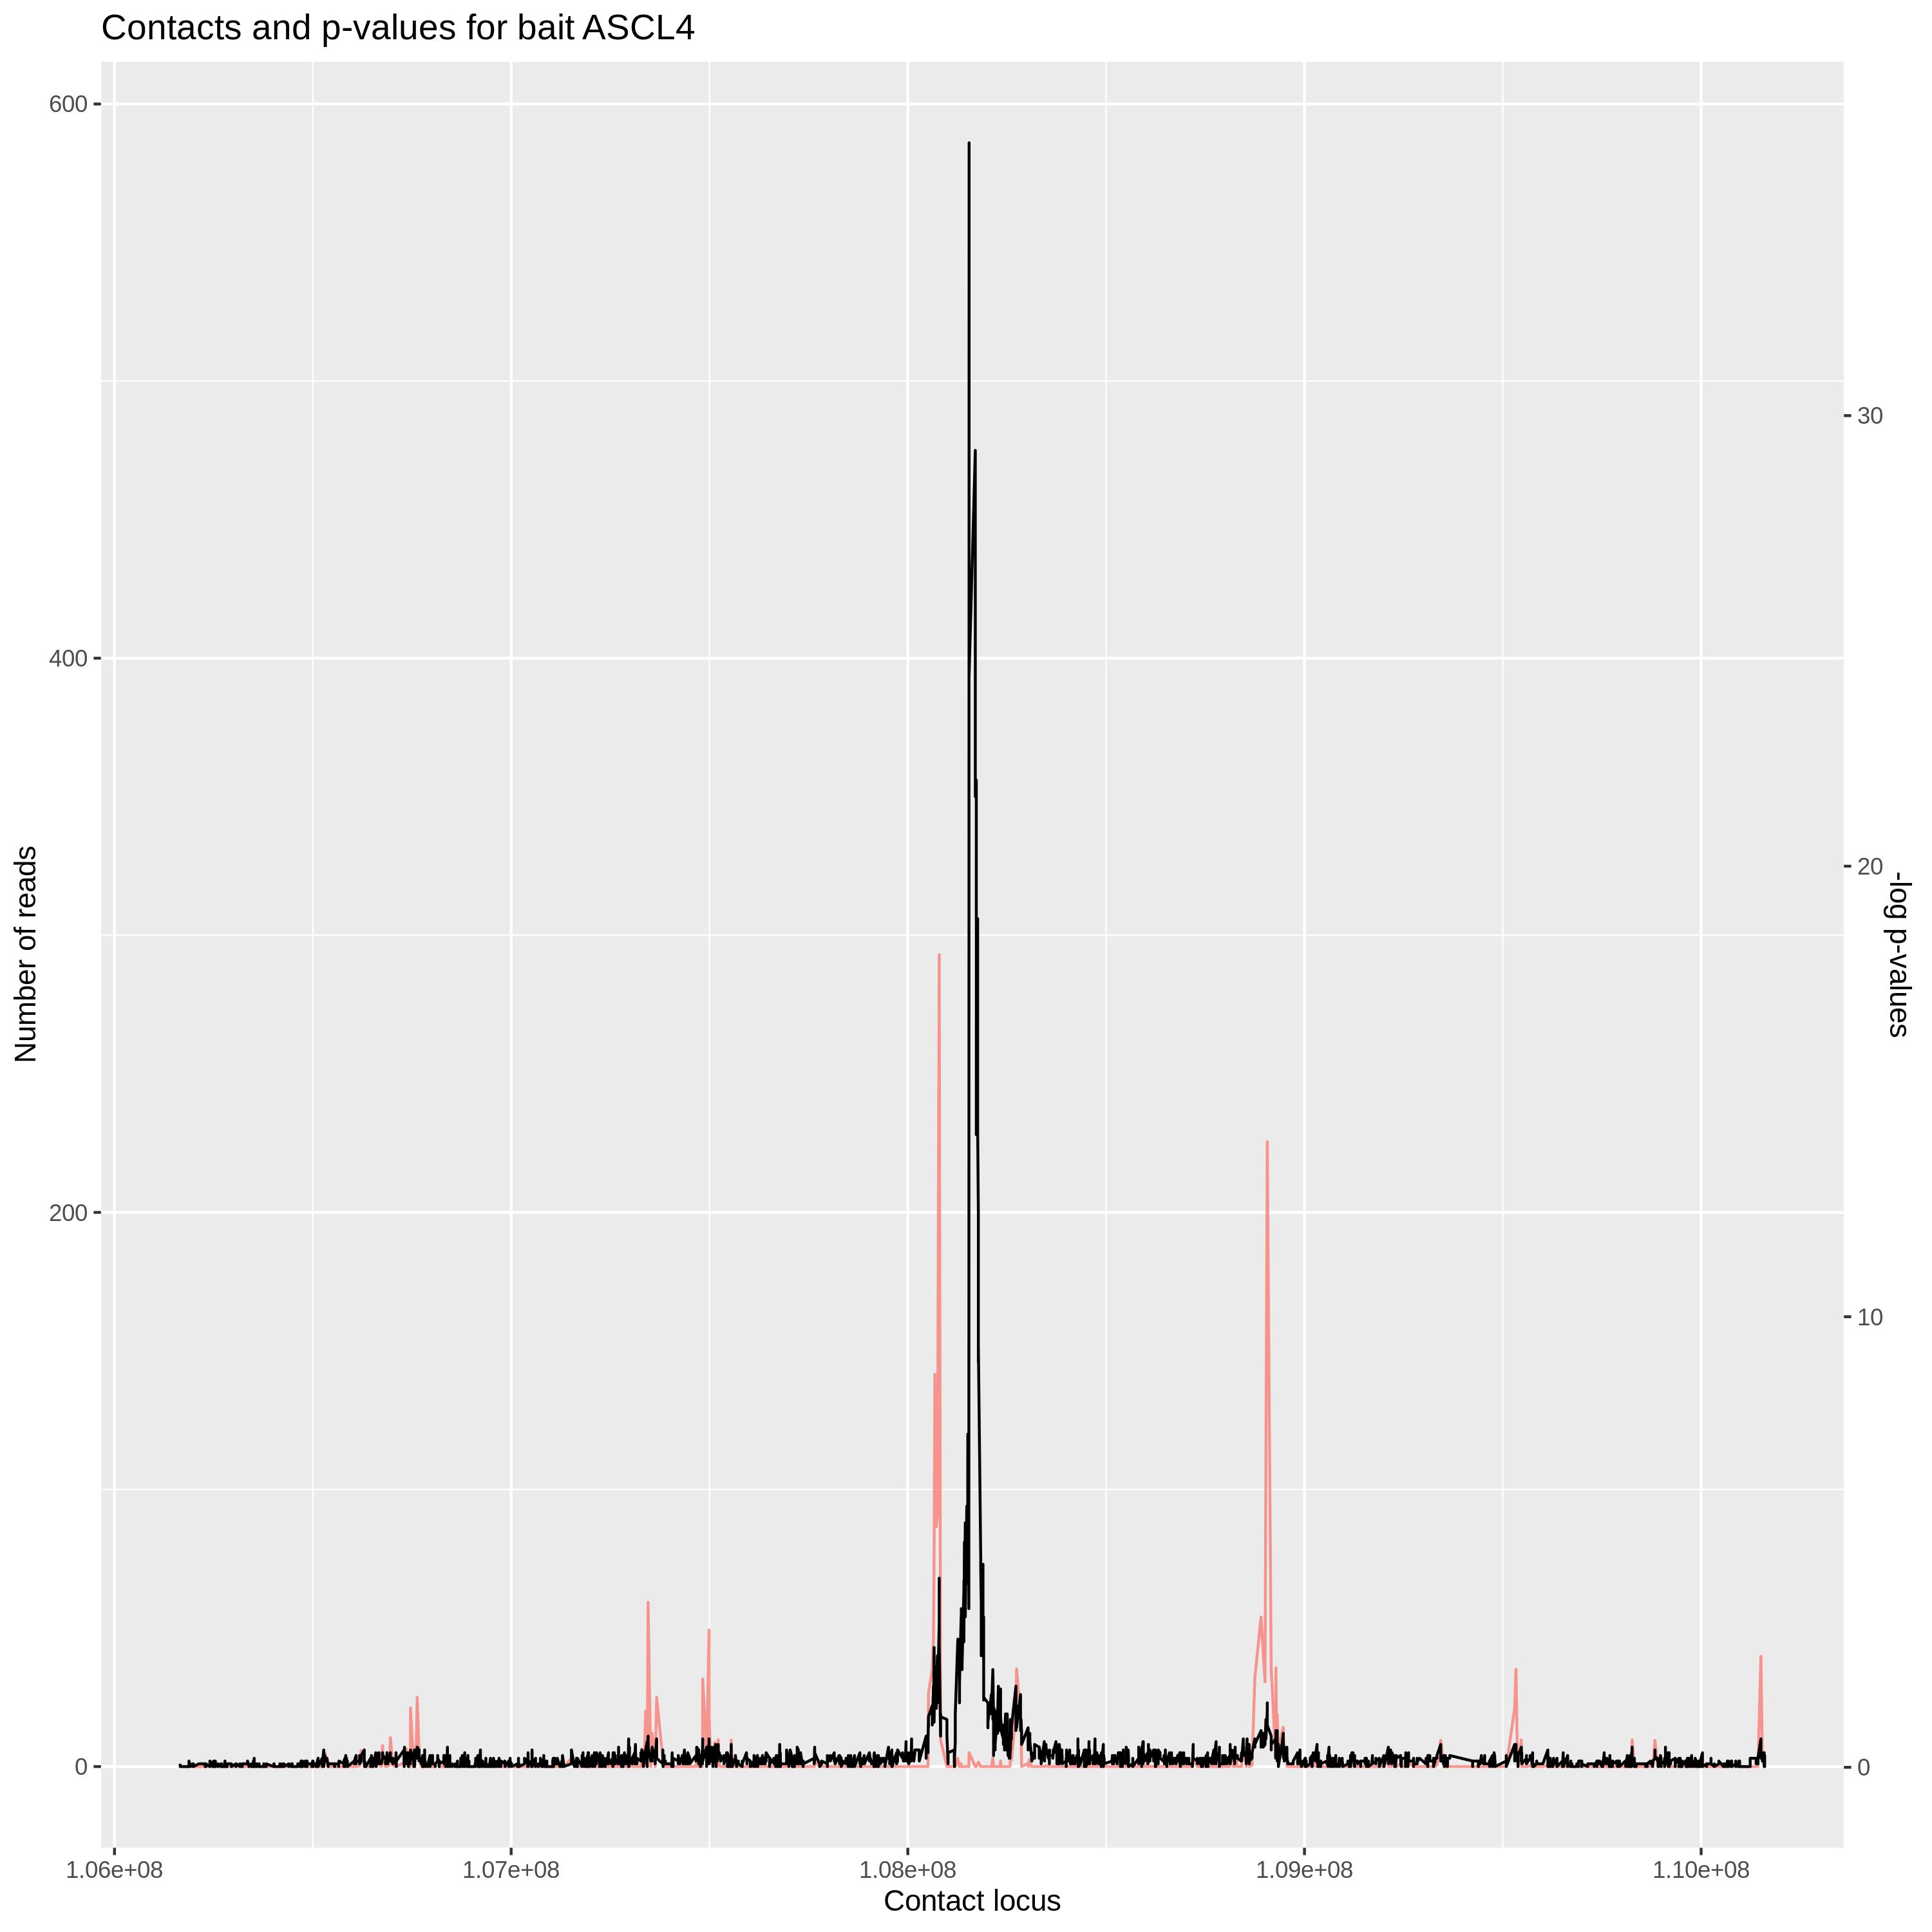 Contacts and p-values for bait ASCL4
600
400
200
0
Number of reads
30
20
10
0
-log p-values
1.06e+08 1.07e+08 1.08e+08 1.09e+08 1.10e+08
Contact locus